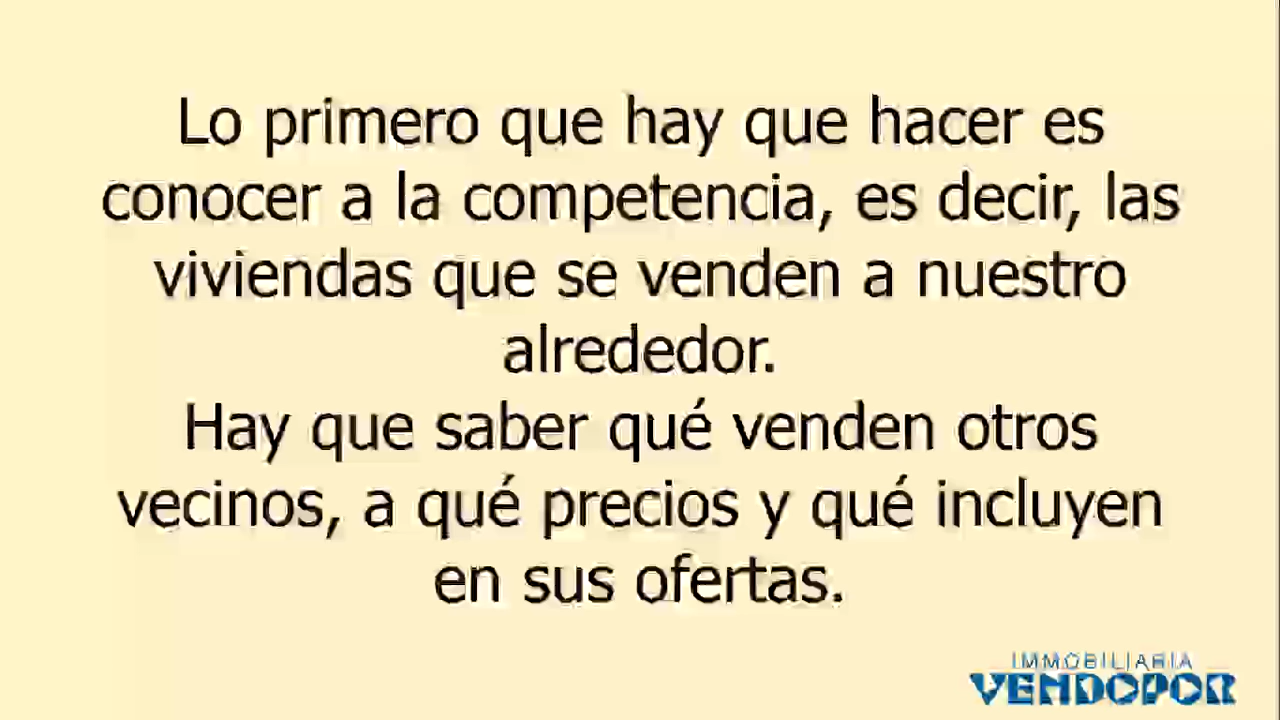 Lo primero que hay que hacer es
conocer a la competencia, es decir, las
viviendas que se venden a nuestro
alrededor.
Hay que saber qué venden otros
vecinos, a qué precios y qué incluyen
en sus ofertas.
IMMOBILIARIA
VENDOPOR